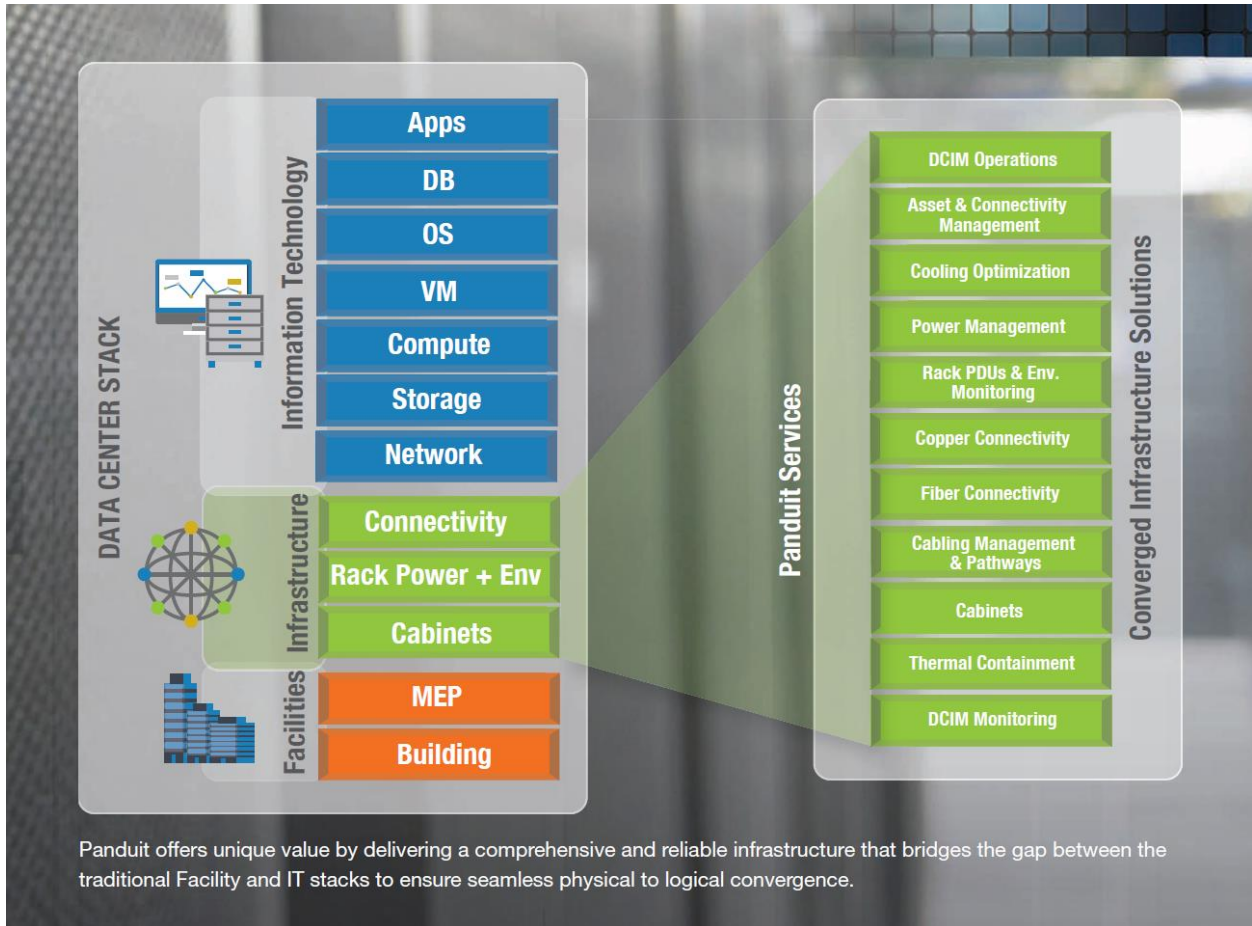 DATA CENTER STACK
Information Technology
Apps
DB
OS
VM
Compute
Storage
Network
Infrastructure
Connectivity
Rack Power + Env
Cabinets
Facilities
MEP
Building
Panduit Services
DCIM Operations
Asset & Connectivity
Management
Cooling Optimization
Power Management
Rack PDUs & Env.
Monitoring
Copper Connectivity
Fiber Connectivity
Cabling Management
& Pathways
Cabinets
Thermal Containment
DCIM Monitoring
Converged Infrastructure Solutions
Panduit offers unique value by delivering a comprehensive and reliable infrastructure that bridges the gap between the
traditional Facility and IT stacks to ensure seamless physical to logical convergence.